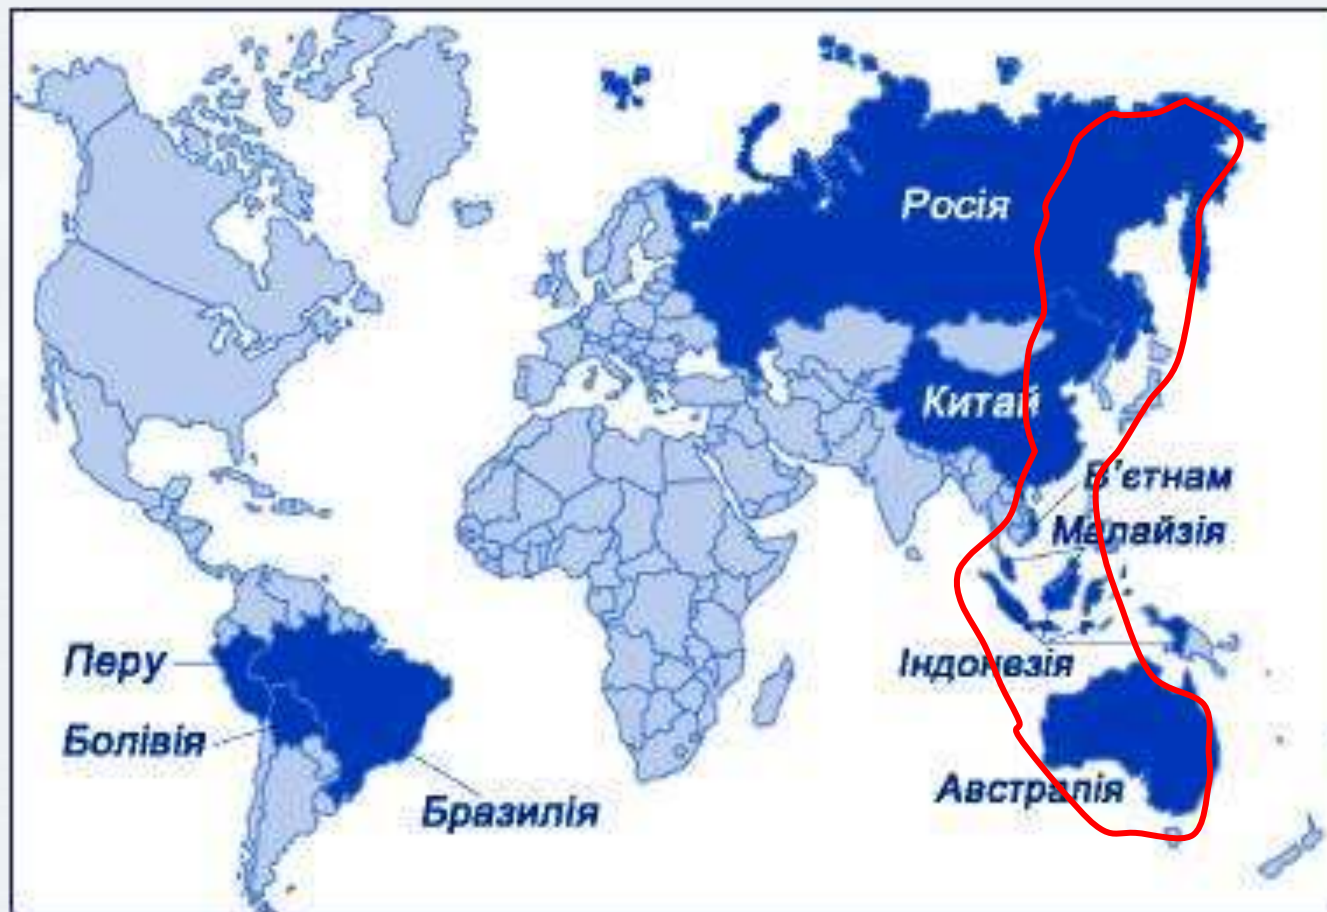 Росія
Китай
В'єтнам
Малайзія
Перу
Індонезія
Болівія
Австралія
Бразилія